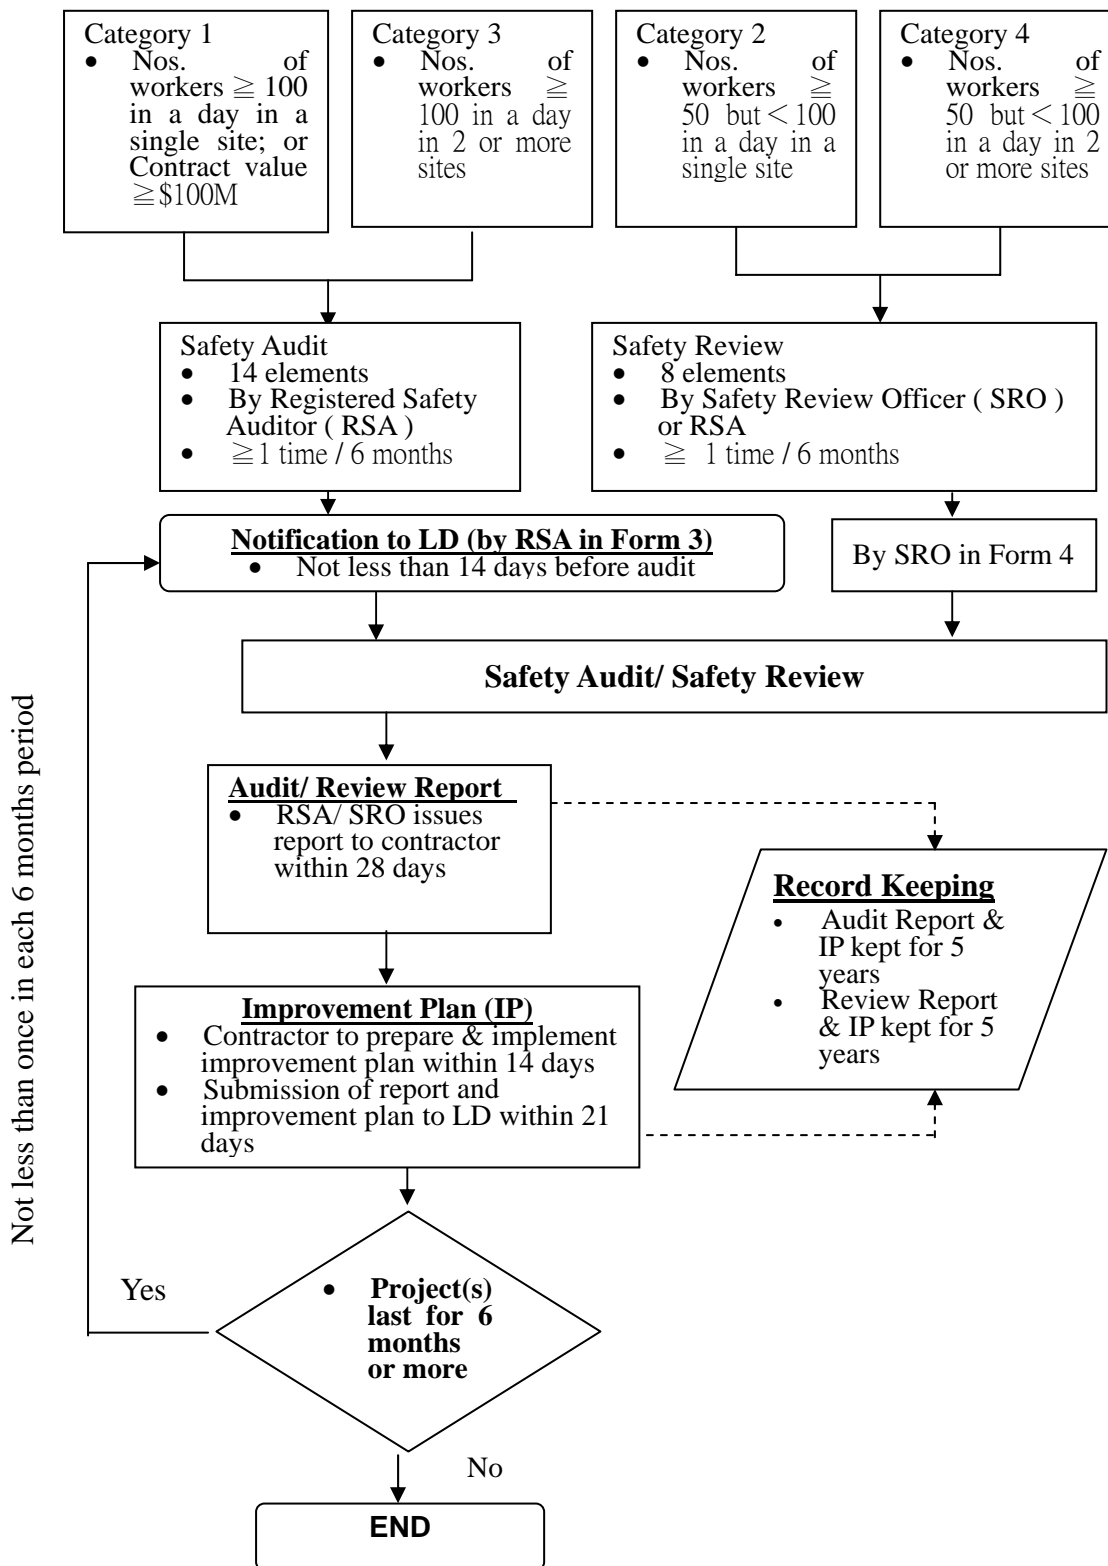 Category 1
• Nos. of
workers ≧ 100
in a day in a
single site; or
Contract value
≧$100M
Category 3
• Nos. of
workers ≧
100 in a day
in 2 or more
sites
Category 2
• Nos. of
workers ≧
50 but＜100
in a day in a
single site
Category 4
• Nos. of
workers ≧
50 but＜100
in a day in 2
or more sites
Safety Audit
• 14 elements
• By Registered Safety
Auditor ( RSA )
• ≧1 time / 6 months
Safety Review
• 8 elements
• By Safety Review Officer ( SRO )
or RSA
• ≧ 1 time / 6 months
Notification to LD (by RSA in Form 3)
• Not less than 14 days before audit
By SRO in Form 4
Safety Audit/ Safety Review
Not less than once in each 6 months period
Audit/ Review Report
• RSA/ SRO issues
report to contractor
within 28 days
Record Keeping
• Audit Report &
IP kept for 5
years
• Review Report
& IP kept for 5
years
Improvement Plan (IP)
• Contractor to prepare & implement
improvement plan within 14 days
• Submission of report and
improvement plan to LD within 21
days
Yes
• Project(s)
last for 6
months
or more
No
END